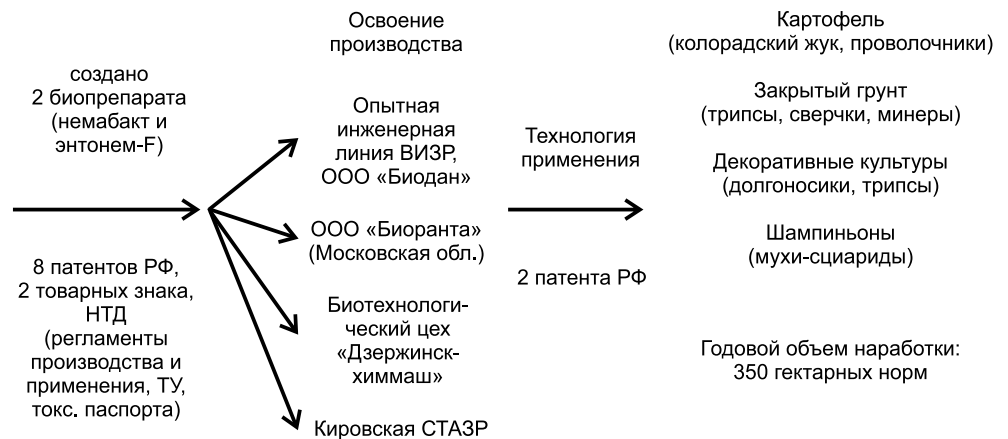 создано
2 биопрепарата
(немабакт и
энтонем-F)
8 патентов РФ,
2 товарных знака,
НТД
(регламенты
производства и
применения, ТУ,
токс. паспорта)
Освоение
производства
Опытная
инженерная
линия ВИЗР,
ООО «Биодан»
ООО «Биоранта»
(Московская обл.)
Биотехнологи-
ческий цех
«Дзержинск-
химмаш»
Кировская СТАЗР
Технология
применения
2 патента РФ
Картофель
(колорадский жук, проволочники)
Закрытый грунт
(трипсы, сверчки, минеры)
Декоративные культуры
(долгоносики, трипсы)
Шампиньоны
(мухи-сциариды)
Годовой объем наработки:
350 гектарных норм